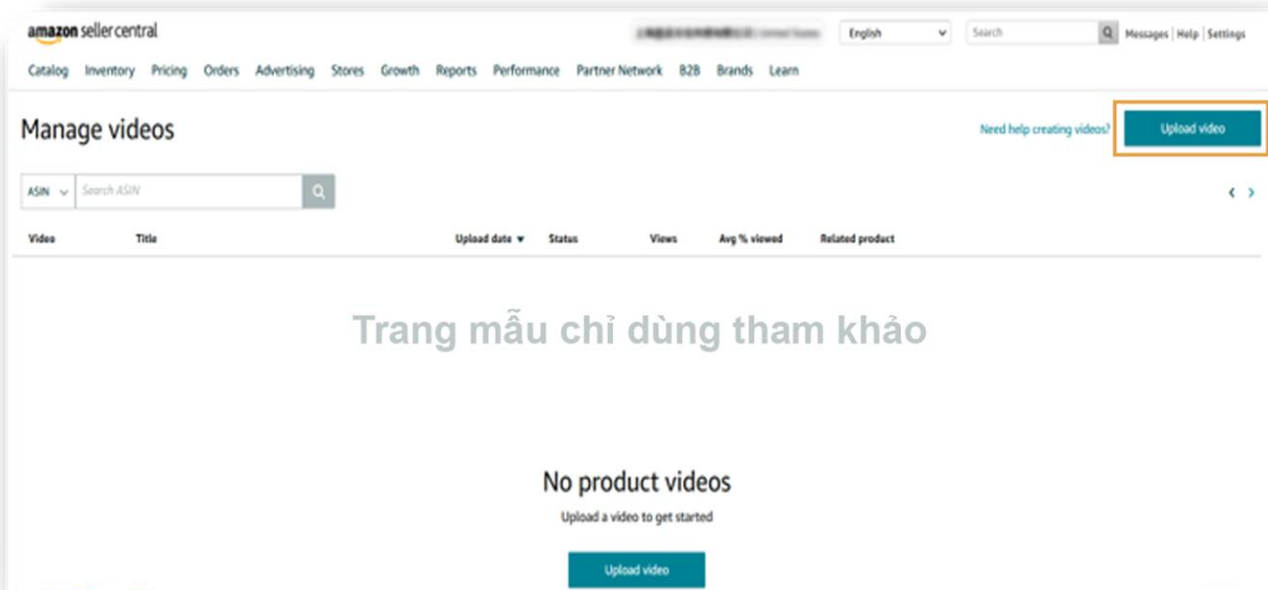 amazon seller central English Search Messages | Help | Settings
Catalog Inventory Pricing Orders Advertising Stores Growth Reports Performance Partner Network B2B Brands Learn
Manage videos Need help creating videos? Upload video
ASIN Search ASIN
Video Title Upload date Status Views Avg % viewed Related product
Trang mẫu chỉ dùng tham khảo
No product videos
Upload a video to get started
Upload video